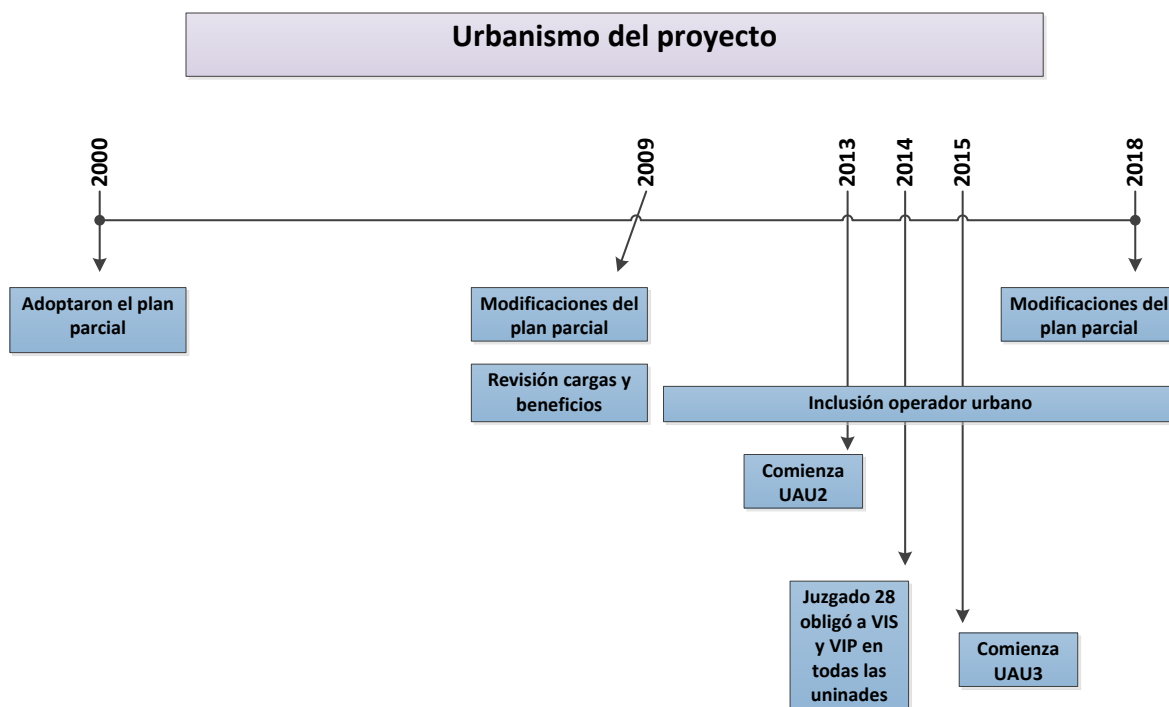 Urbanismo del proyecto
2000
2009
2013
2014
2015
2018
Adoptaron el plan
parcial
Modificaciones del
plan parcial
Modificaciones del
plan parcial
Revisión cargas y
beneficios
Inclusión operador urbano
Comienza
UAU2
Juzgado 28
obligó a VIS
y VIP en
todas las
uninades
Comienza
UAU3